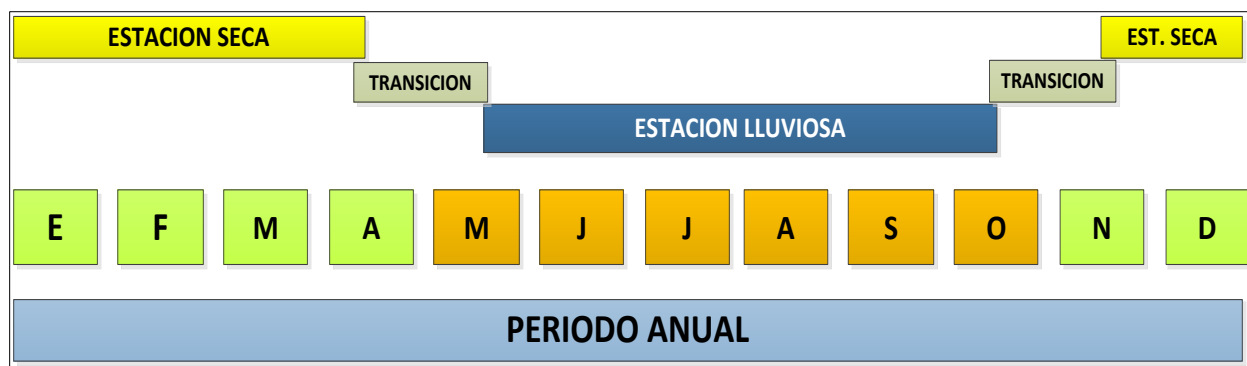 ESTACION SECA
EST. SECA
TRANSICION
TRANSICION
ESTACION LLUVIOSA
E F M A M J J A S O N D
PERIODO ANUAL